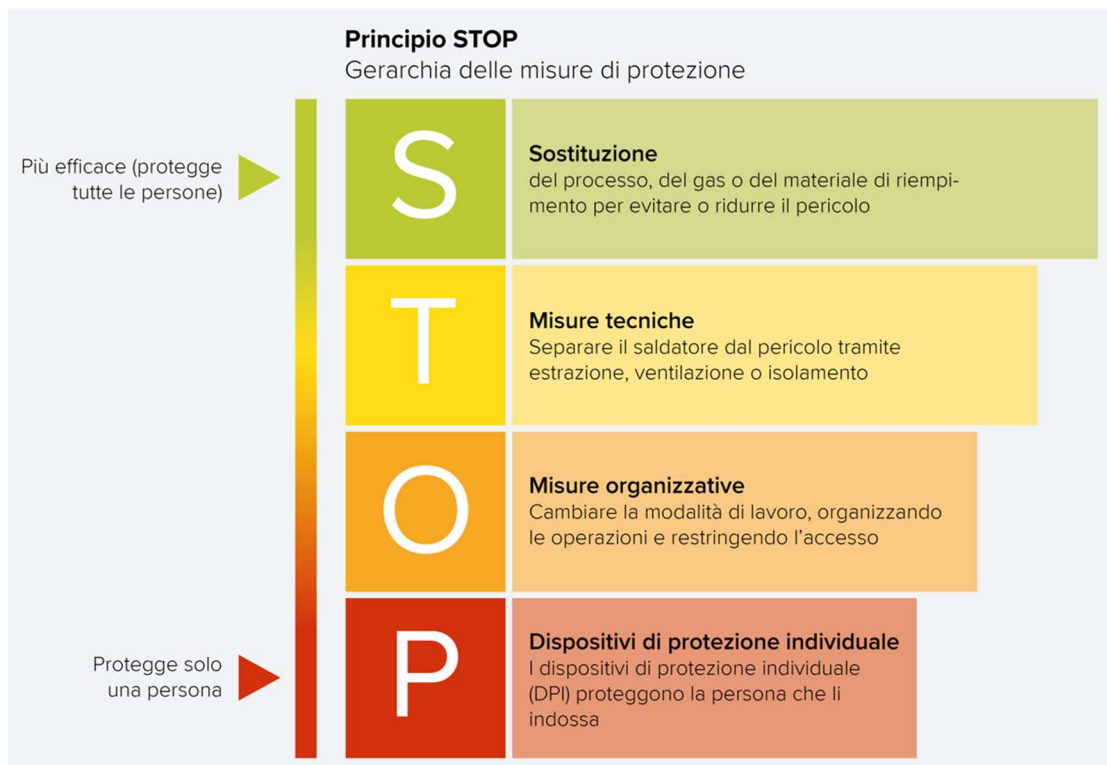 Principio STOP
Gerarchia delle misure di protezione
Più efficace (protegge
tutte le persone)
S
Sostituzione
del processo, del gas o del materiale di riempi-
mento per evitare o ridurre il pericolo
T
Misure tecniche
Separare il saldatore dal pericolo tramite
estrazione, ventilazione o isolamento
O
Misure organizzative
Cambiare la modalità di lavoro, organizzando
le operazioni e restringendo l’accesso
Protegge solo
una persona
P
Dispositivi di protezione individuale
I dispositivi di protezione individuale
(DPI) proteggono la persona che li
indossa